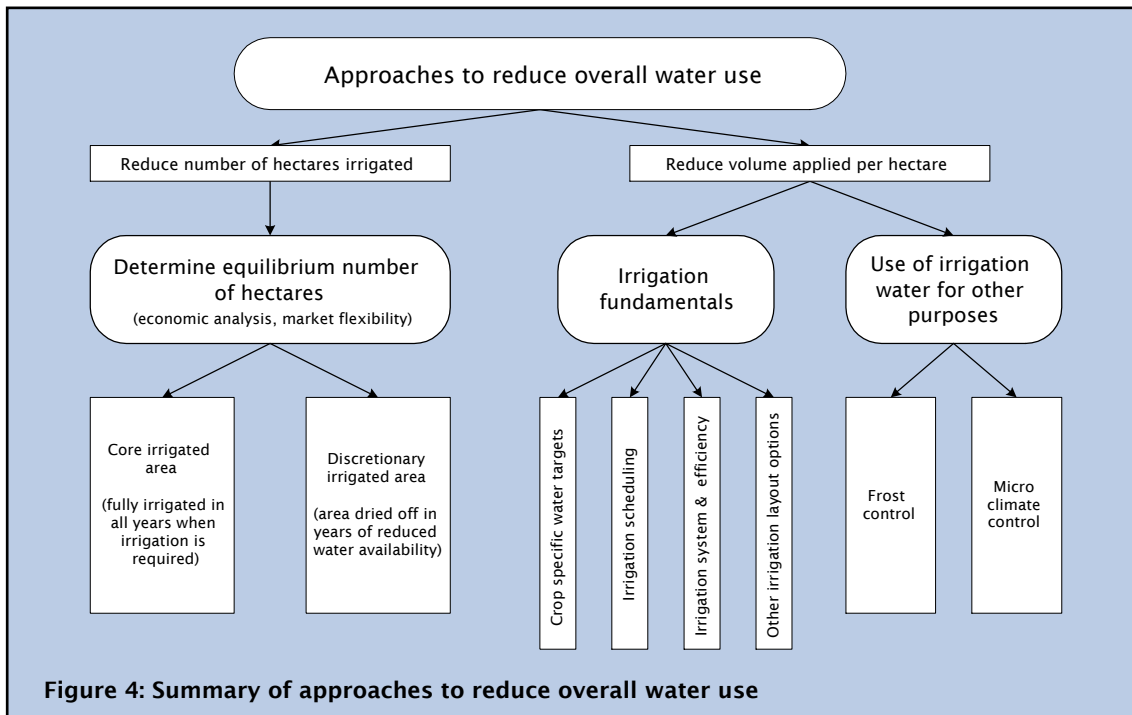 Approaches to reduce overall water use
Reduce number of hectares irrigated
Reduce volume applied per hectare
Determine equilibrium number
of hectares
(economic analysis, market flexibility)
Irrigation
fundamentals
Use of irrigation
water for other
purposes
Core irrigated
area
(fully irrigated in
all years when
irrigation is
required)
Discretionary
irrigated area
(area dried off in
years of reduced
water availability)
Crop specific water targets
Irrigation scheduling
Irrigation system & efficiency
Other irrigation layout options
Frost
control
Micro
climate
control
Figure 4: Summary of approaches to reduce overall water use